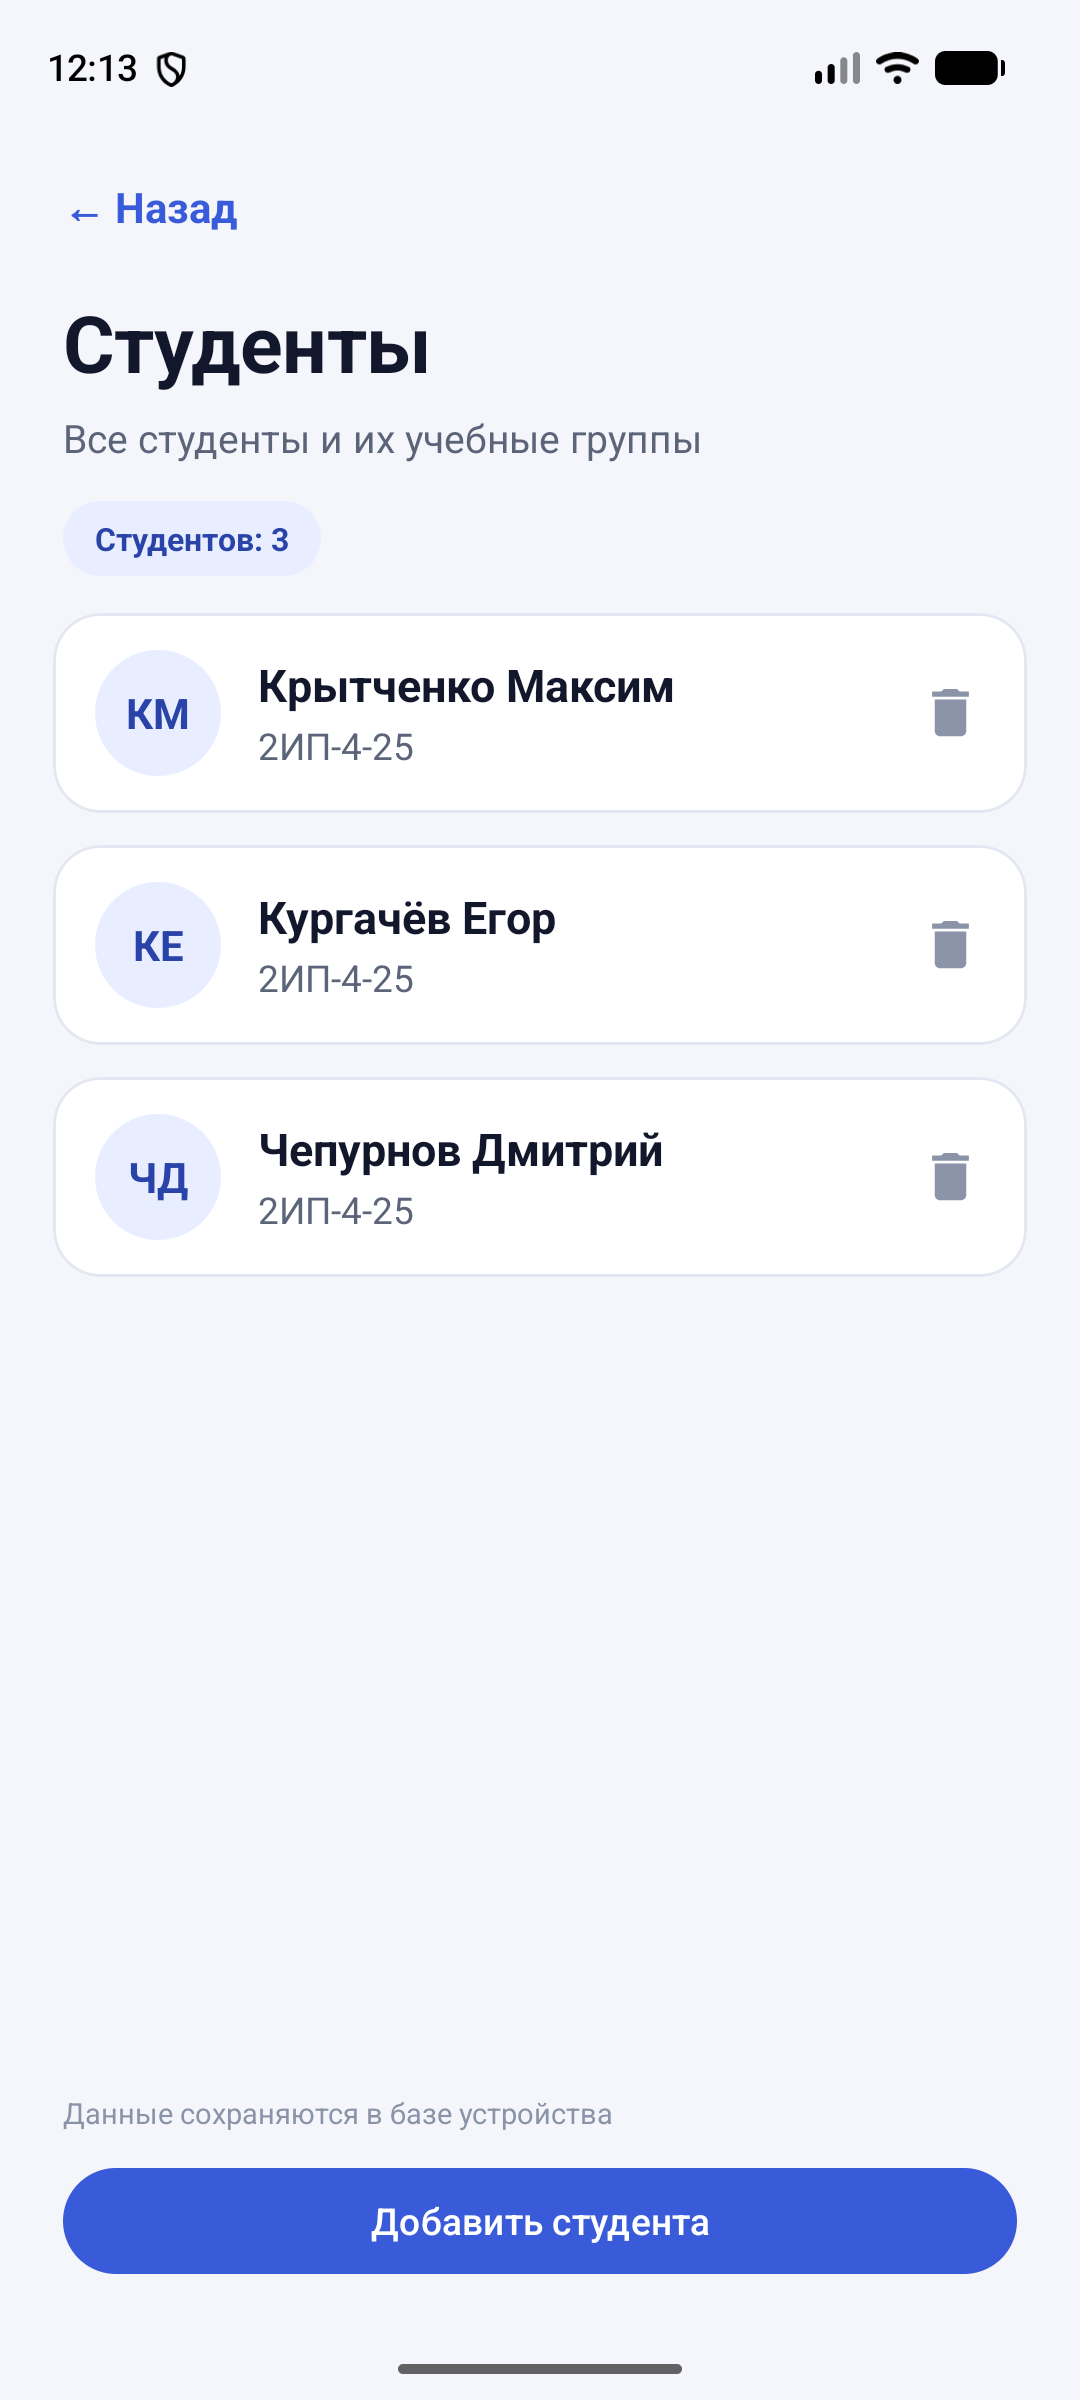 12:13
← Назад
Студенты
Все студенты и их учебные группы
Студентов: 3
КМ
Крытченко Максим
2ИП-4-25
КЕ
Кургачёв Егор
2ИП-4-25
ЧД
Чепурнов Дмитрий
2ИП-4-25
Данные сохраняются в базе устройства
Добавить студента